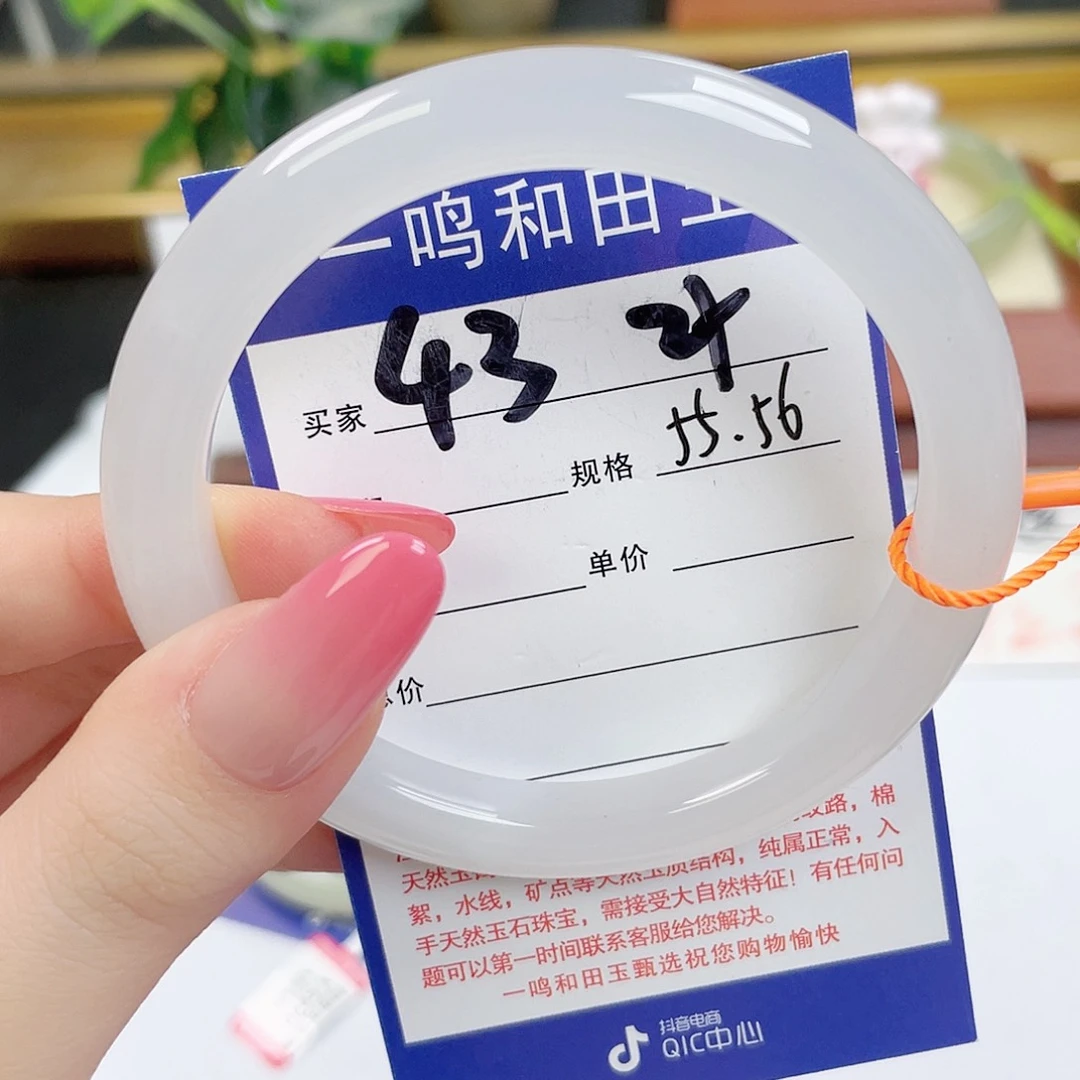 一鸣和田玉
买家 43
规格 55.56
单价
价
路，棉
絮，水线，矿点等天然玉质结构，纯属正常，入
手天然玉石珠宝，需接受大自然特征！有任何问
题可以第一时间联系客服给您解决。
一鸣和田玉甄选祝您购物愉快
抖音电商
QIC中心